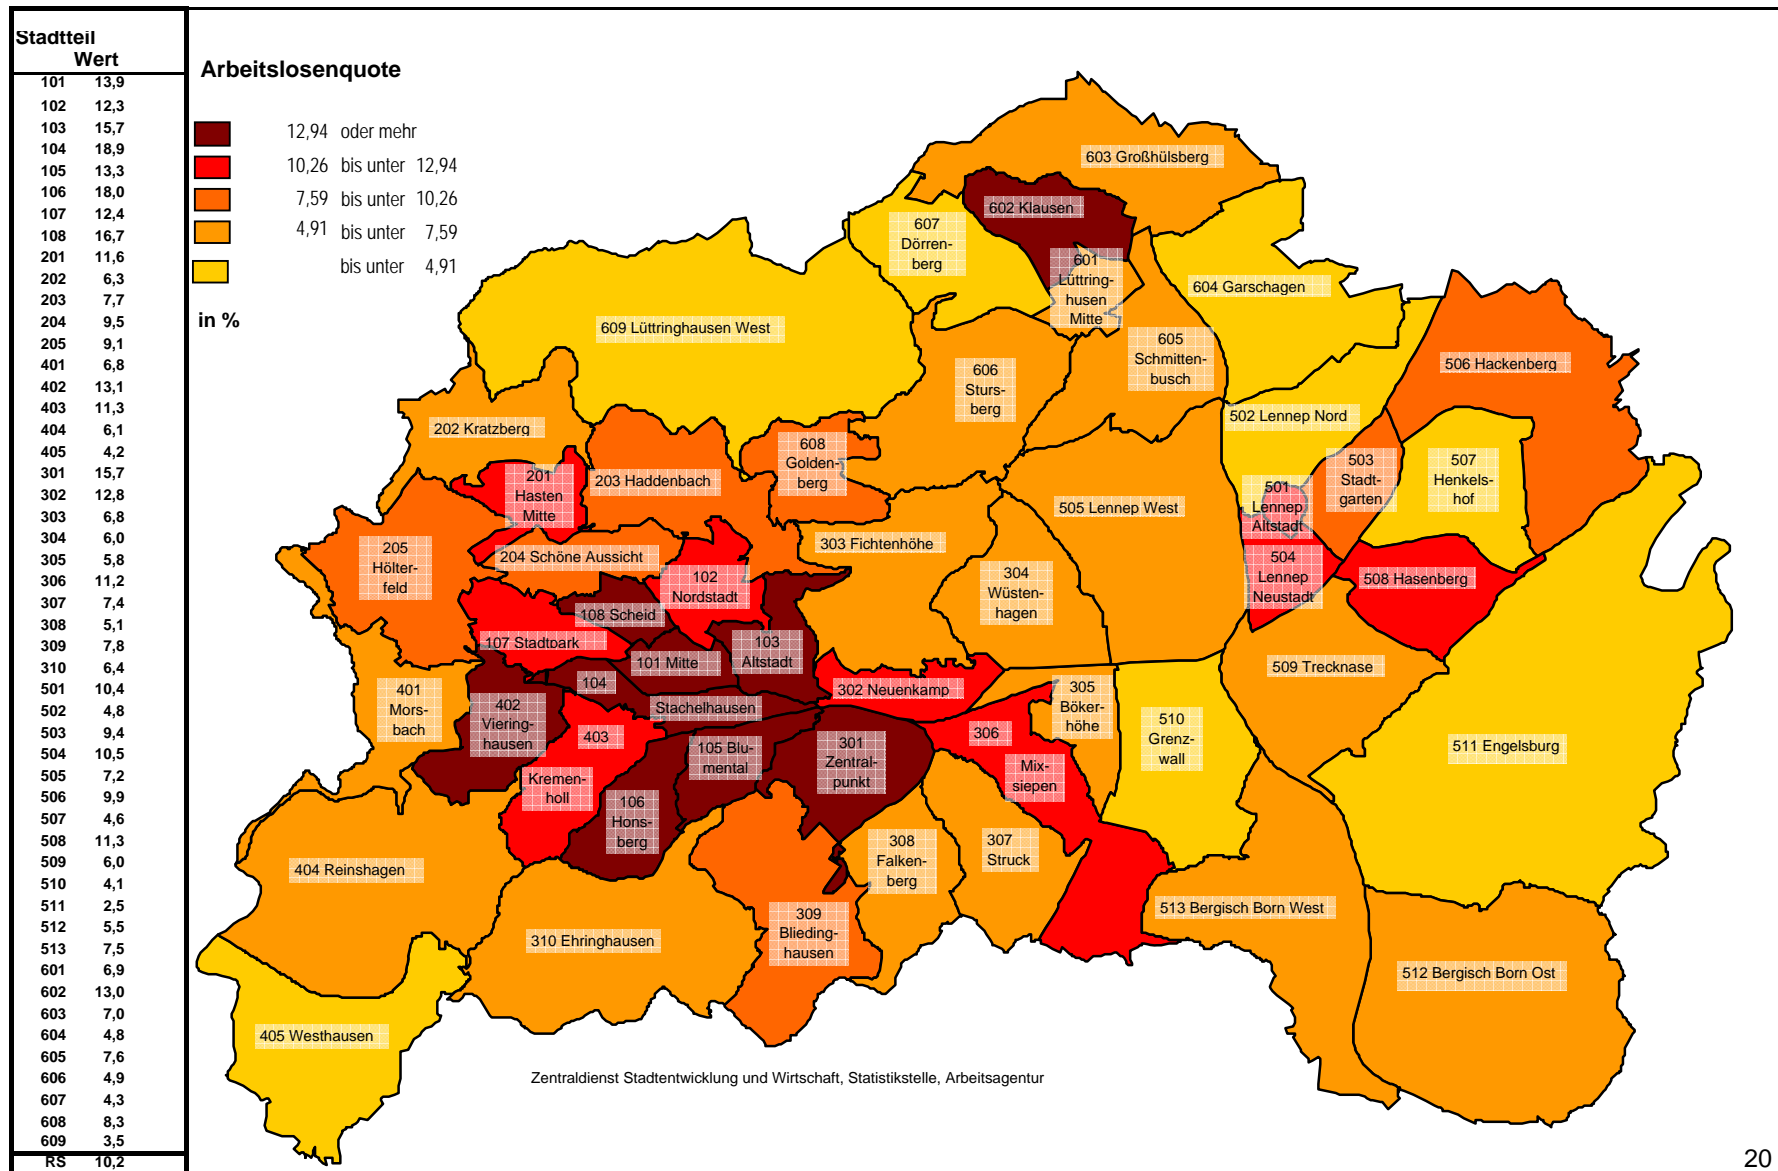 Stadtteil
Wert
101 13,9
102 12,3
103 15,7
104 18,9
105 13,3
106 18,0
107 12,4
108 16,7
201 11,6
202 6,3
203 7,7
204 9,5
205 9,1
401 6,8
402 13,1
403 11,3
404 6,1
405 4,2
301 15,7
302 12,8
303 6,8
304 6,0
305 5,8
306 11,2
307 7,4
308 5,1
309 7,8
310 6,4
501 10,4
502 4,8
503 9,4
504 10,5
505 7,2
506 9,9
507 4,6
508 11,3
509 6,0
510 4,1
511 2,5
512 5,5
513 7,5
601 6,9
602 13,0
603 7,0
604 4,8
605 7,6
606 4,9
607 4,3
608 8,3
609 3,5
RS 10,2
Arbeitslosenquote
12,94 oder mehr
10,26 bis unter 12,94
7,59 bis unter 10,26
4,91 bis unter 7,59
bis unter 4,91
in %
603 Großhülsberg
602 Klausen
607
Dörren-
berg
601
Lüttring-
husen
Mitte
604 Garschagen
609 Lüttringhausen West
605
Schmitten-
busch
506 Hackenberg
606
Sturs-
berg
502 Lennep Nord
202 Kratzberg
608
Golden-
berg
503
Stadt-
garten
507
Henkels-
hof
201
Hasten
Mitte
203 Haddenbach
501
Lennep
Altstadt
505 Lennep West
303 Fichtenhöhe
205
Hölter-
feld
204 Schöne Aussicht
504
Lennep
Neustadt
508 Hasenberg
304
Wüsten-
hagen
102
Nordstadt
108 Scheid
107 Stadtpark
103
Altstadt
101 Mitte
509 Trecknase
104
Stachelhausen
302 Neuenkamp
401
Mors-
bach
402
Viering-
hausen
305
Böker-
höhe
510
Grenz-
wall
403
Kremen-
holl
306
Mix-
siepen
105 Blu-
mental
301
Zentral-
punkt
511 Engelsburg
106
Hons-
berg
308
Falken-
berg
307
Struck
404 Reinshagen
309
Blieding-
hausen
513 Bergisch Born West
310 Ehringhausen
512 Bergisch Born Ost
405 Westhausen
Zentraldienst Stadtentwicklung und Wirtschaft, Statistikstelle, Arbeitsagentur
20